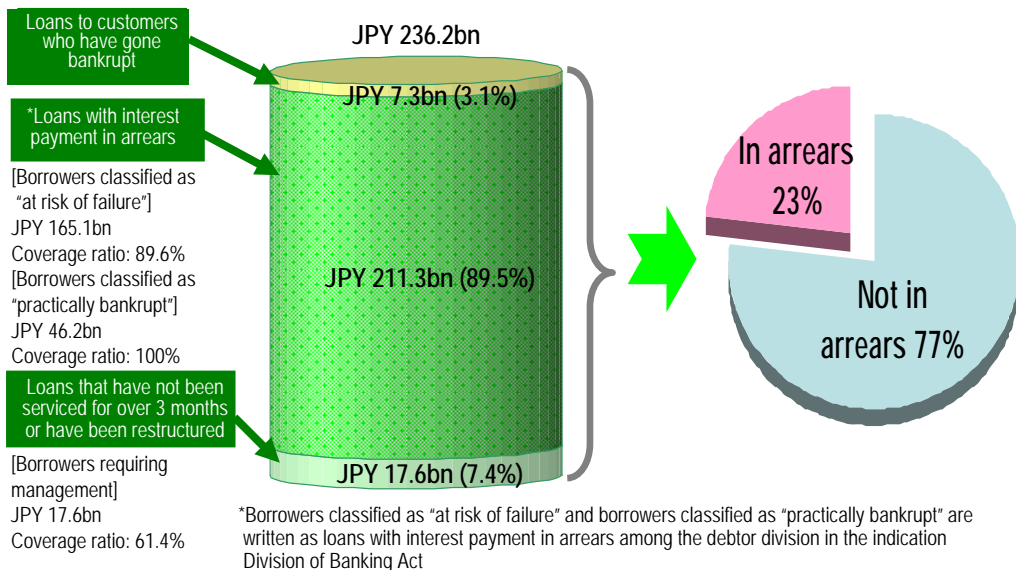 Loans to customers
who have gone
bankrupt
JPY 236.2bn
JPY 7.3bn (3.1%)
*Loans with interest
payment in arrears
[Borrowers classified as
"at risk of failure"]
JPY 165.1bn
Coverage ratio: 89.6%
[Borrowers classified as
"practically bankrupt"]
JPY 46.2bn
Coverage ratio: 100%
JPY 211.3bn (89.5%)
Loans that have not been
serviced for over 3 months
or have been restructured
[Borrowers requiring
management]
JPY 17.6bn
Coverage ratio: 61.4%
JPY 17.6bn (7.4%)
In arrears
23%
Not in
arrears 77%
*Borrowers classified as "at risk of failure" and borrowers classified as "practically bankrupt" are
written as loans with interest payment in arrears among the debtor division in the indication
Division of Banking Act